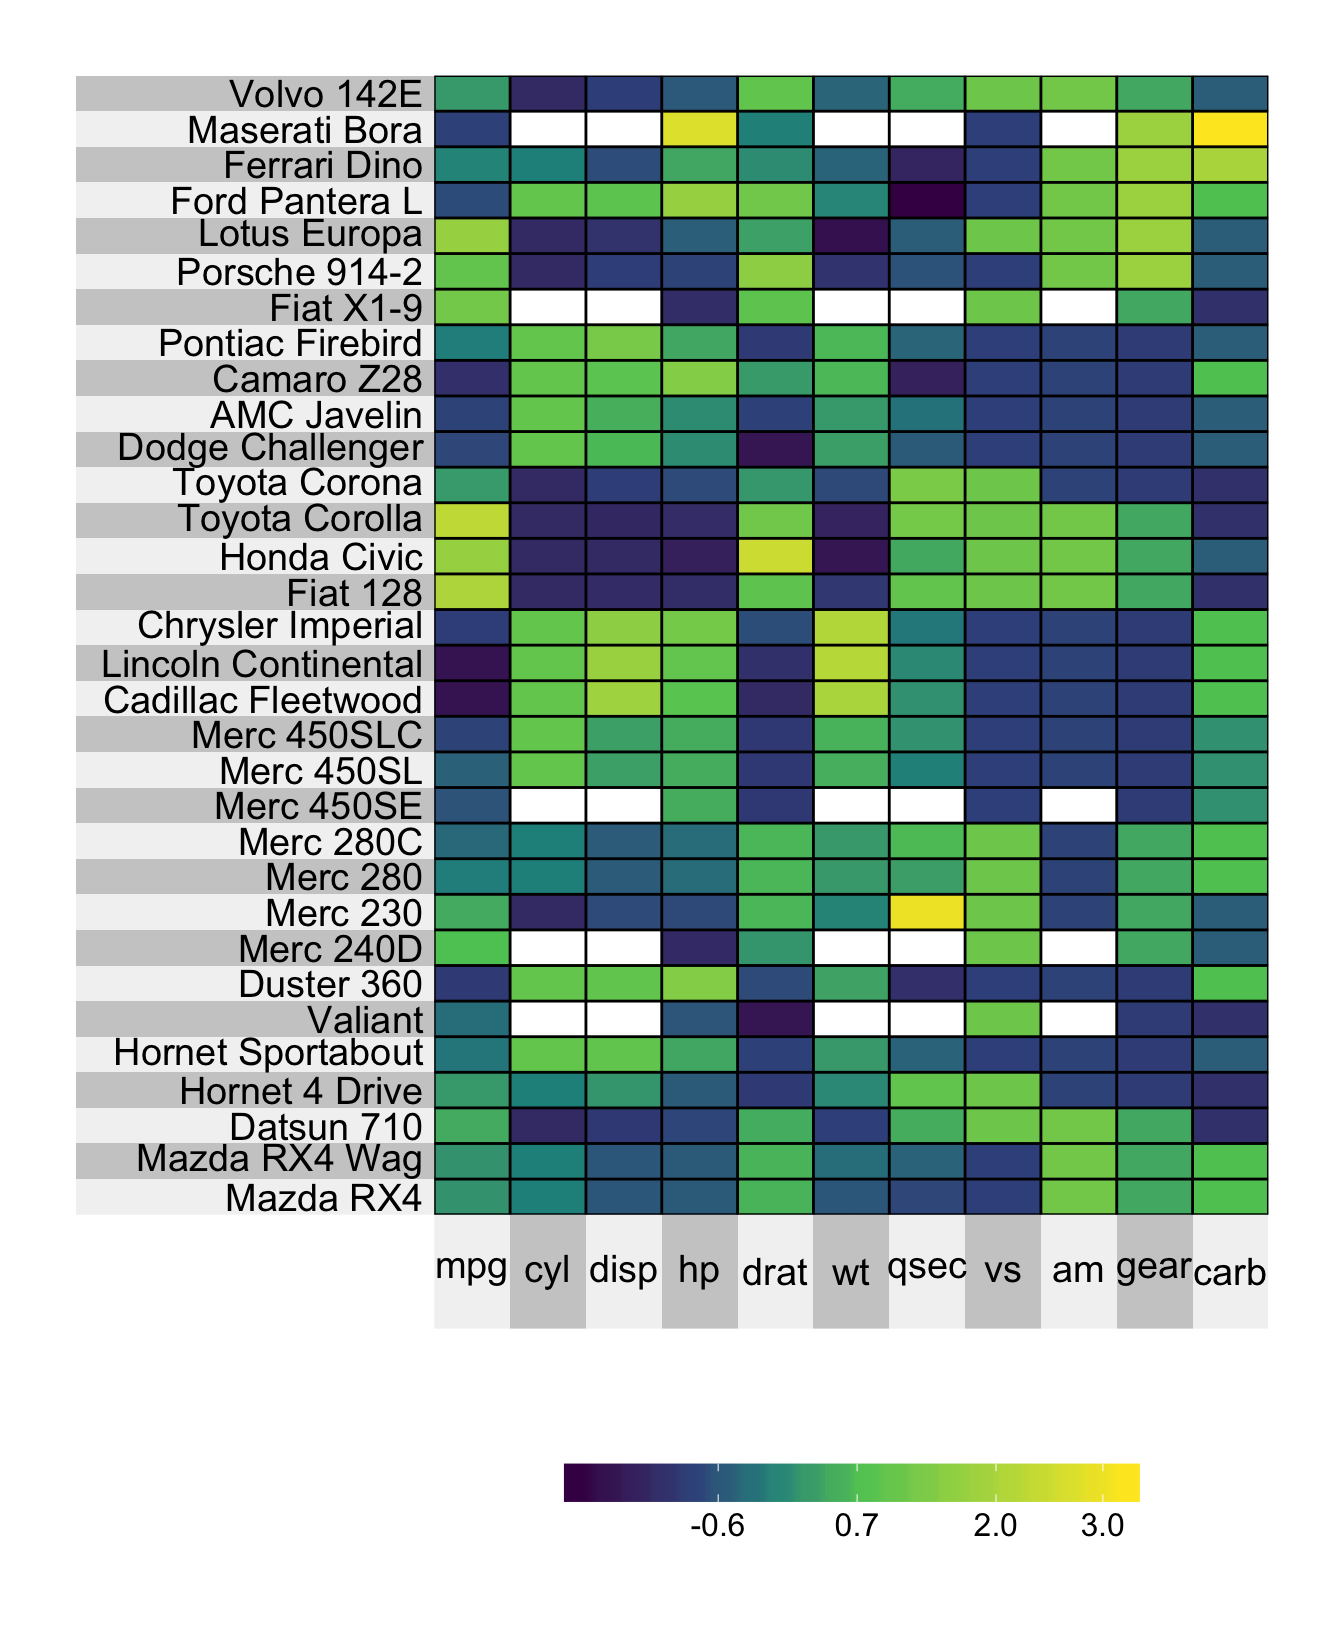 Volvo 142E
Maserati Bora
Ferrari Dino
Ford Pantera L
Lotus Europa
Porsche 914-2
Fiat X1-9
Pontiac Firebird
Camaro Z28
AMC Javelin
Dodge Challenger
Toyota Corona
Toyota Corolla
Honda Civic
Fiat 128
Chrysler Imperial
Lincoln Continental
Cadillac Fleetwood
Merc 450SLC
Merc 450SL
Merc 450SE
Merc 280C
Merc 280
Merc 230
Merc 240D
Duster 360
Valiant
Hornet Sportabout
Hornet 4 Drive
Datsun 710
Mazda RX4 Wag
Mazda RX4
mpg cyl disp hp drat wt qsec vs am gear carb
-0.6 0.7 2.0 3.0